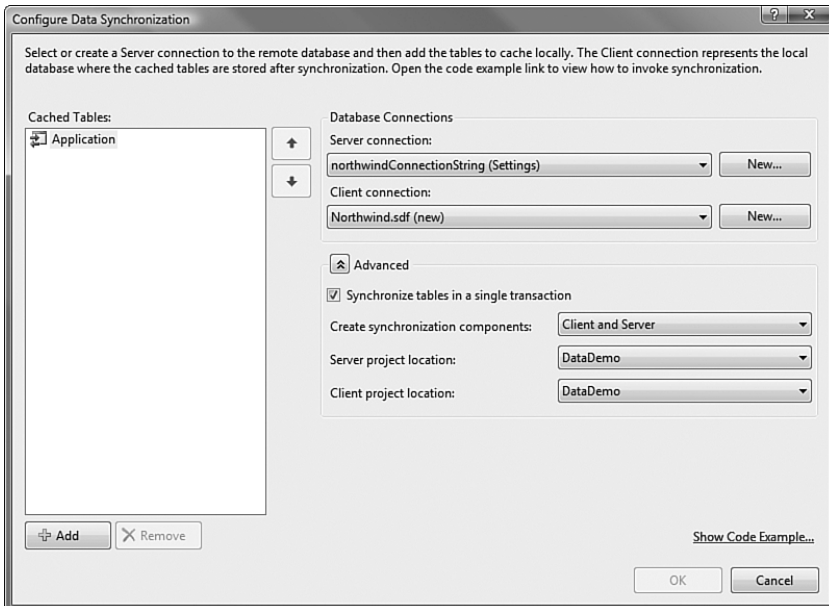 Configure Data Synchronization
Select or create a Server connection to the remote database and then add the tables to cache locally. The Client connection represents the local
database where the cached tables are stored after synchronization. Open the code example link to view how to invoke synchronization.
Cached Tables:
Application
Add
Remove
Database Connections
Server connection:
northwindConnectionString (Settings)
New...
Client connection:
Northwind.sdf (new)
New...
Advanced
Synchronize tables in a single transaction
Create synchronization components:
Client and Server
Server project location:
DataDemo
Client project location:
DataDemo
Show Code Example...
OK
Cancel